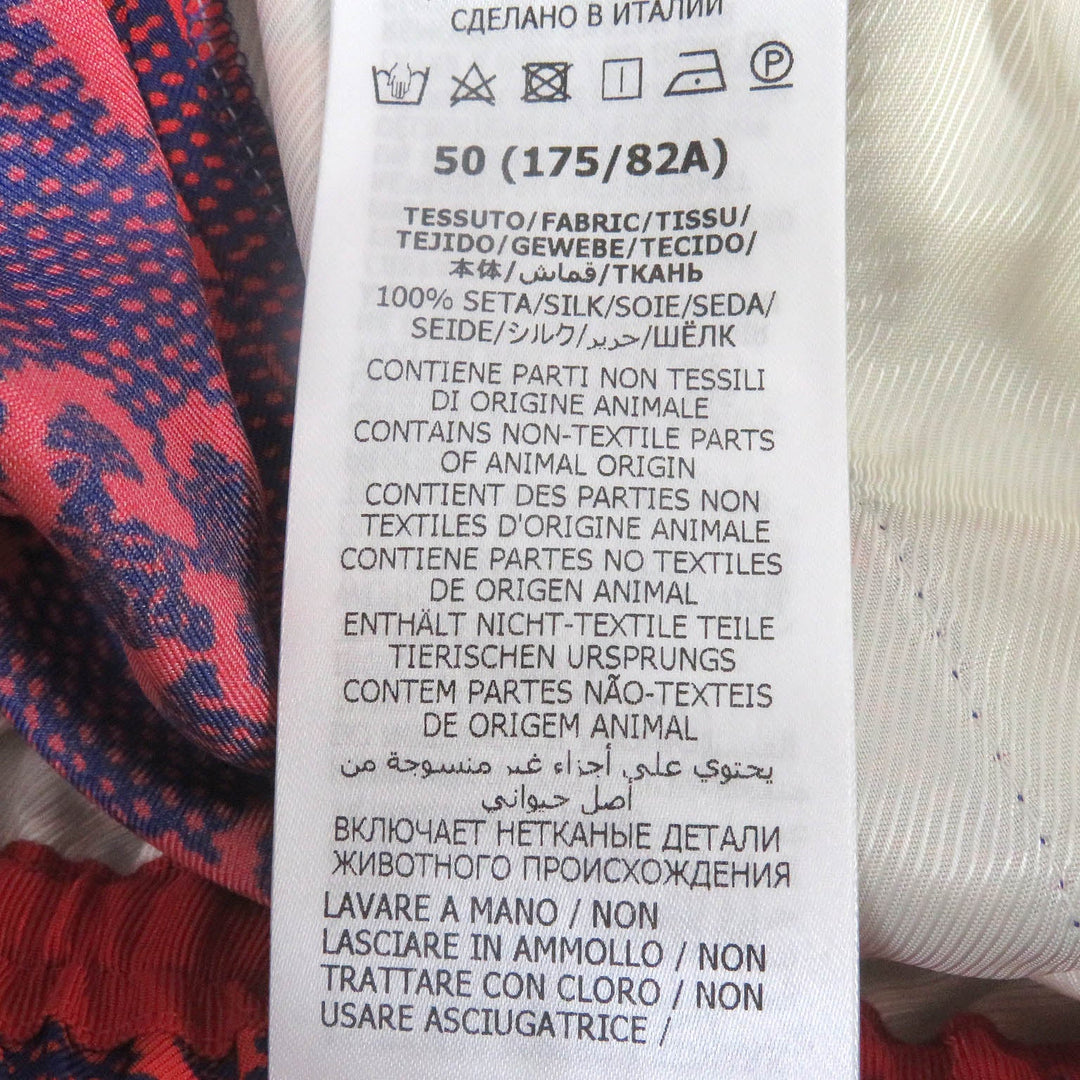 СДЕЛАНО В ИТАЛИИ
P
50 (175/82A)
TESSUTO/FABRIC/TISSU/
TEJIDO/GEWEBE/TECIDO/
本体/قماش/ТКАНЬ
100% SETA/SILK/SOIE/SEDA/
SEIDE/シルク/حرير/ШЁЛК
CONTIENE PARTI NON TESSILI
DI ORIGINE ANIMALE
CONTAINS NON-TEXTILE PARTS
OF ANIMAL ORIGIN
CONTIENT DES PARTIES NON
TEXTILES D'ORIGINE ANIMALE
CONTIENE PARTES NO TEXTILES
DE ORIGEN ANIMAL
ENTHÄLT NICHT-TEXTILE TEILE
TIERISCHEN URSPRUNGS
CONTEM PARTES NÃO-TEXTEIS
DE ORIGEM ANIMAL
يحتوي على أجزاء غير منسوجة من
أصل حيواني
ВКЛЮЧАЕТ НЕТКАНЫЕ ДЕТАЛИ
ЖИВОТНОГО ПРОИСХОЖДЕНИЯ
LAVARE A MANO / NON
LASCIARE IN AMMOLLO / NON
TRATTARE CON CLORO / NON
USARE ASCIUGATRICE /